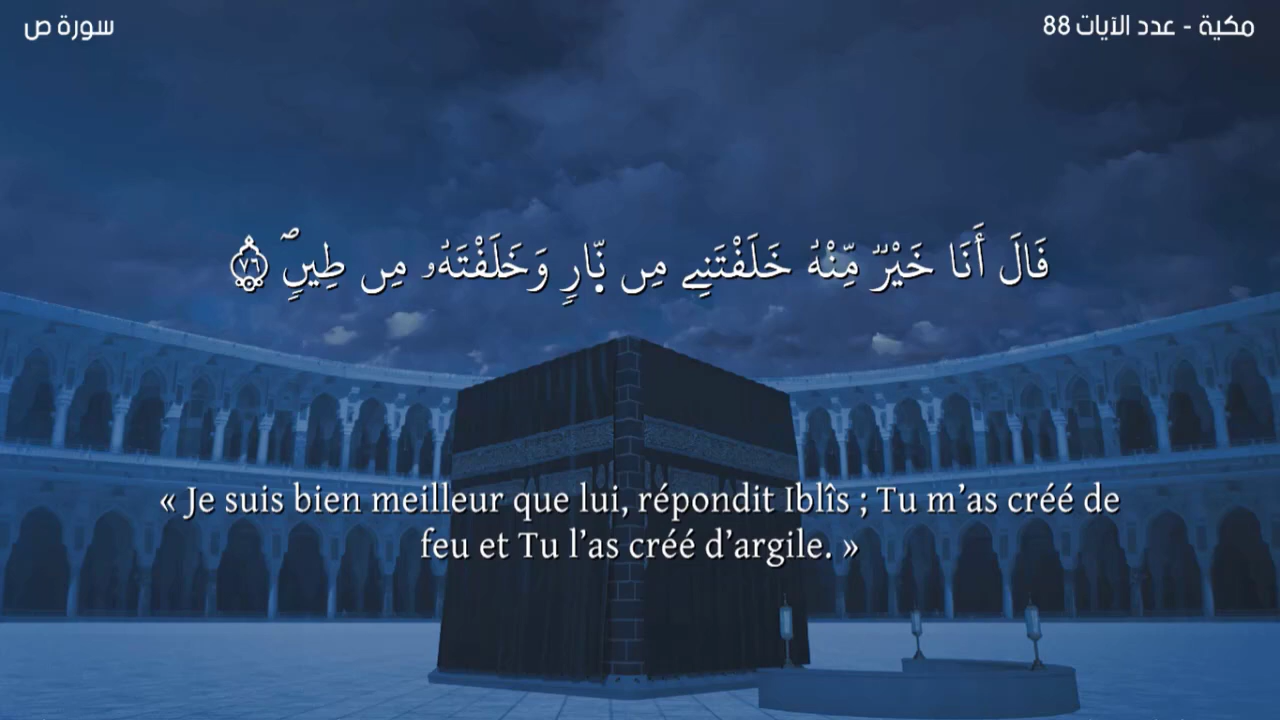 سورة ص
مكية - عدد الآيات 88
قَالَ أَنَا خَيْرٌ مِّنْهُ خَلَقْتَنِے مِن نّ۪ارٖ وَخَلَقْتَهُۥ مِن طِينٖۖ ٧٦
« Je suis bien meilleur que lui, répondit Iblîs ; Tu m’as créé de
feu et Tu l’as créé d’argile. »